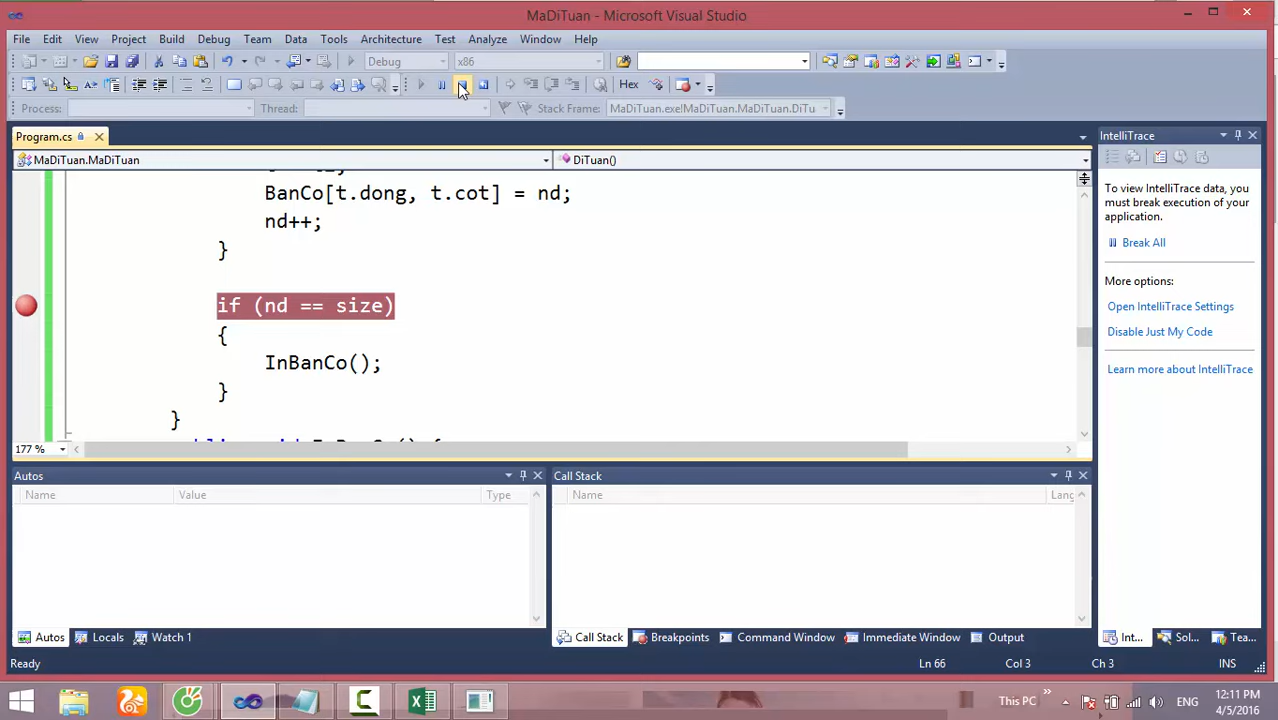 MaDiTuan - Microsoft Visual Studio
File Edit View Project Build Debug Team Data Tools Architecture Test Analyze Window Help
Debug x86
Hex
Process: Thread: Stack Frame: MaDiTuan.exe!MaDiTuan.MaDiTuan.DiTu
Program.cs IntelliTrace
MaDiTuan.MaDiTuan DiTuan()
BanCo[t.dong, t.cot] = nd;
nd++;
}
if (nd == size)
{
InBanCo();
}
}
To view IntelliTrace data, you
must break execution of your
application.
Break All
More options:
Open IntelliTrace Settings
Disable Just My Code
Learn more about IntelliTrace
177 %
Autos Call Stack
Name Value Type Name Lang
Autos Locals Watch 1 Call Stack Breakpoints Command Window Immediate Window Output Int... Sol... Tea...
Ready Ln 66 Col 3 Ch 3 INS
This PC ENG 12:11 PM
4/5/2016